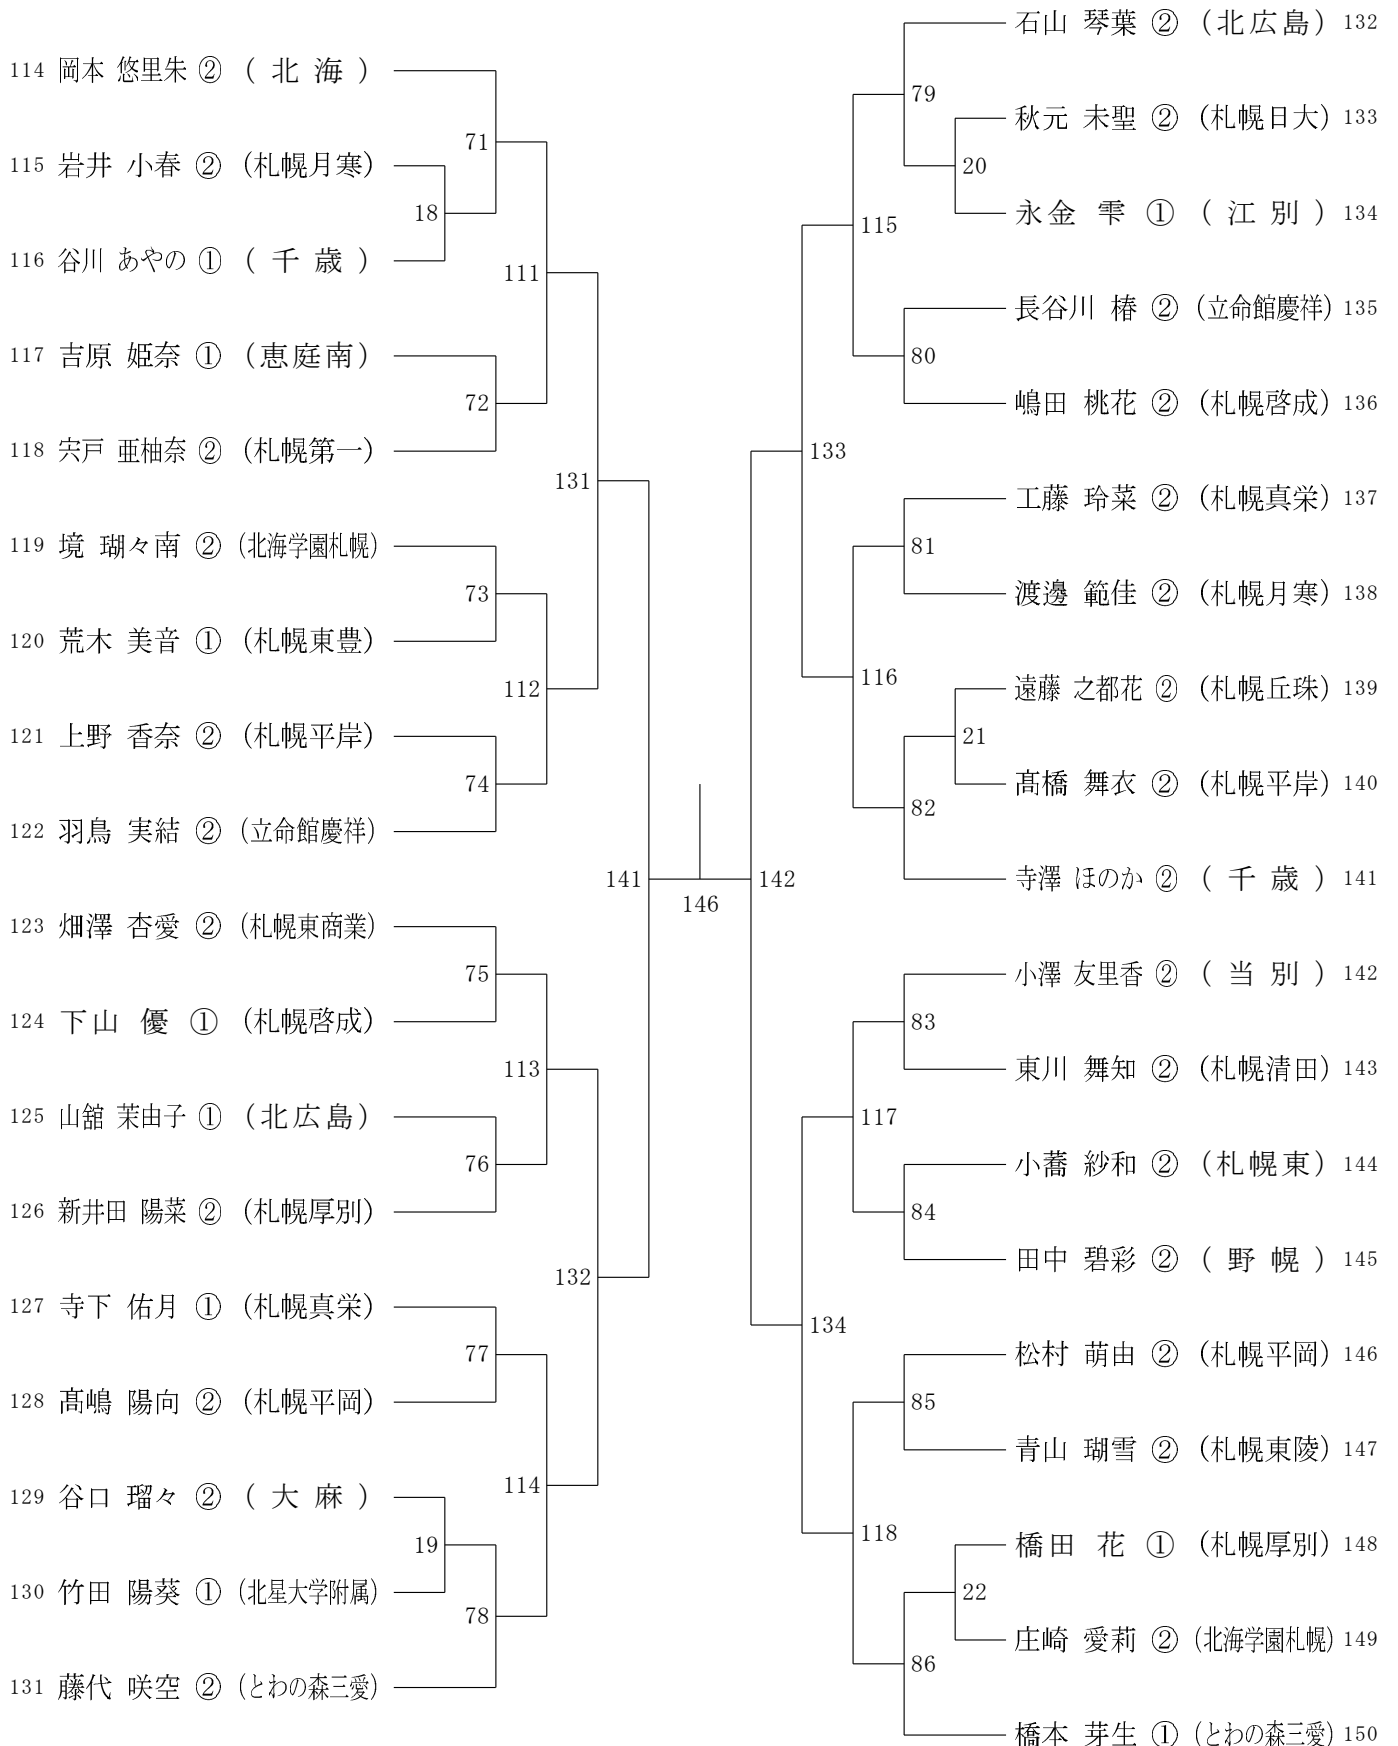 114 岡本 悠里朱 ② ( 北 海 )
115 岩井 小春 ② (札幌月寒)
116 谷川 あやの ① ( 千 歳 )
117 吉原 姫奈 ① (恵庭南)
118 宍戸 亜柚奈 ② (札幌第一)
119 境 瑚々南 ② (北海学園札幌)
120 荒木 美音 ① (札幌東豊)
121 上野 香奈 ② (札幌平岸)
122 羽鳥 実結 ② (立命館慶祥)
123 畑澤 杏愛 ② (札幌東商業)
124 下山 優 ① (札幌啓成)
125 山舘 茉由子 ① (北広島)
126 新井田 陽菜 ② (札幌厚別)
127 寺下 佑月 ① (札幌真栄)
128 髙嶋 陽向 ② (札幌平岡)
129 谷口 瑠々 ② ( 大 麻 )
130 竹田 陽葵 ① (北星大学附属)
131 藤代 咲空 ② (とわの森三愛)
18
19
71
72
73
74
75
76
77
78
111
112
113
114
131
132
141
146
142
133
134
115
116
117
118
79
80
81
82
83
84
85
86
20
21
22
石山 琴葉 ② (北広島) 132
秋元 未聖 ② (札幌日大) 133
永金 雫 ① ( 江 別 ) 134
長谷川 椿 ② (立命館慶祥) 135
嶋田 桃花 ② (札幌啓成) 136
工藤 玲菜 ② (札幌真栄) 137
渡邊 範佳 ② (札幌月寒) 138
遠藤 之都花 ② (札幌丘珠) 139
髙橋 舞衣 ② (札幌平岸) 140
寺澤 ほのか ② ( 千 歳 ) 141
小澤 友里香 ② ( 当 別 ) 142
東川 舞知 ② (札幌清田) 143
小蕎 紗和 ② (札幌東) 144
田中 碧彩 ② ( 野 幌 ) 145
松村 萌由 ② (札幌平岡) 146
青山 瑚雪 ② (札幌東陵) 147
橋田 花 ① (札幌厚別) 148
庄崎 愛莉 ② (北海学園札幌) 149
橋本 芽生 ① (とわの森三愛) 150